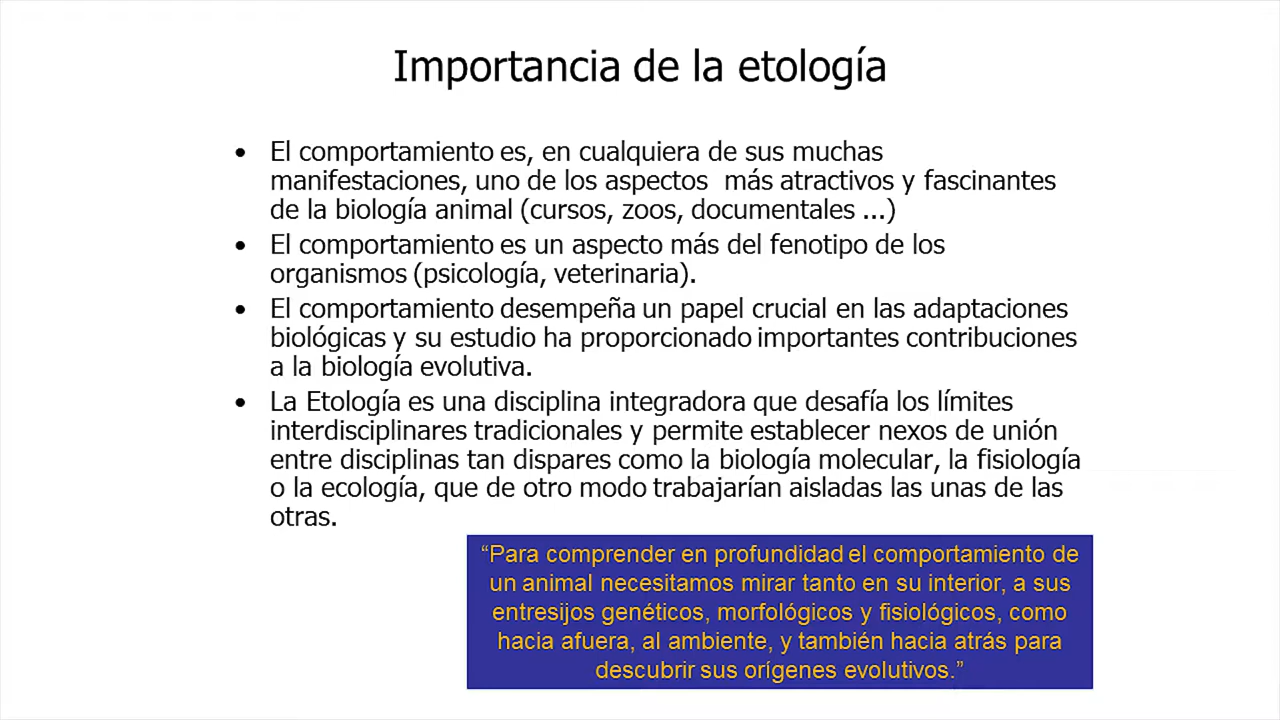 Importancia de la etología
• El comportamiento es, en cualquiera de sus muchas
manifestaciones, uno de los aspectos más atractivos y fascinantes
de la biología animal (cursos, zoos, documentales ...)
• El comportamiento es un aspecto más del fenotipo de los
organismos (psicología, veterinaria).
• El comportamiento desempeña un papel crucial en las adaptaciones
biológicas y su estudio ha proporcionado importantes contribuciones
a la biología evolutiva.
• La Etología es una disciplina integradora que desafía los límites
interdisciplinares tradicionales y permite establecer nexos de unión
entre disciplinas tan dispares como la biología molecular, la fisiología
o la ecología, que de otro modo trabajarían aisladas las unas de las
otras.
“Para comprender en profundidad el comportamiento de
un animal necesitamos mirar tanto en su interior, a sus
entresijos genéticos, morfológicos y fisiológicos, como
hacia afuera, al ambiente, y también hacia atrás para
descubrir sus orígenes evolutivos.”